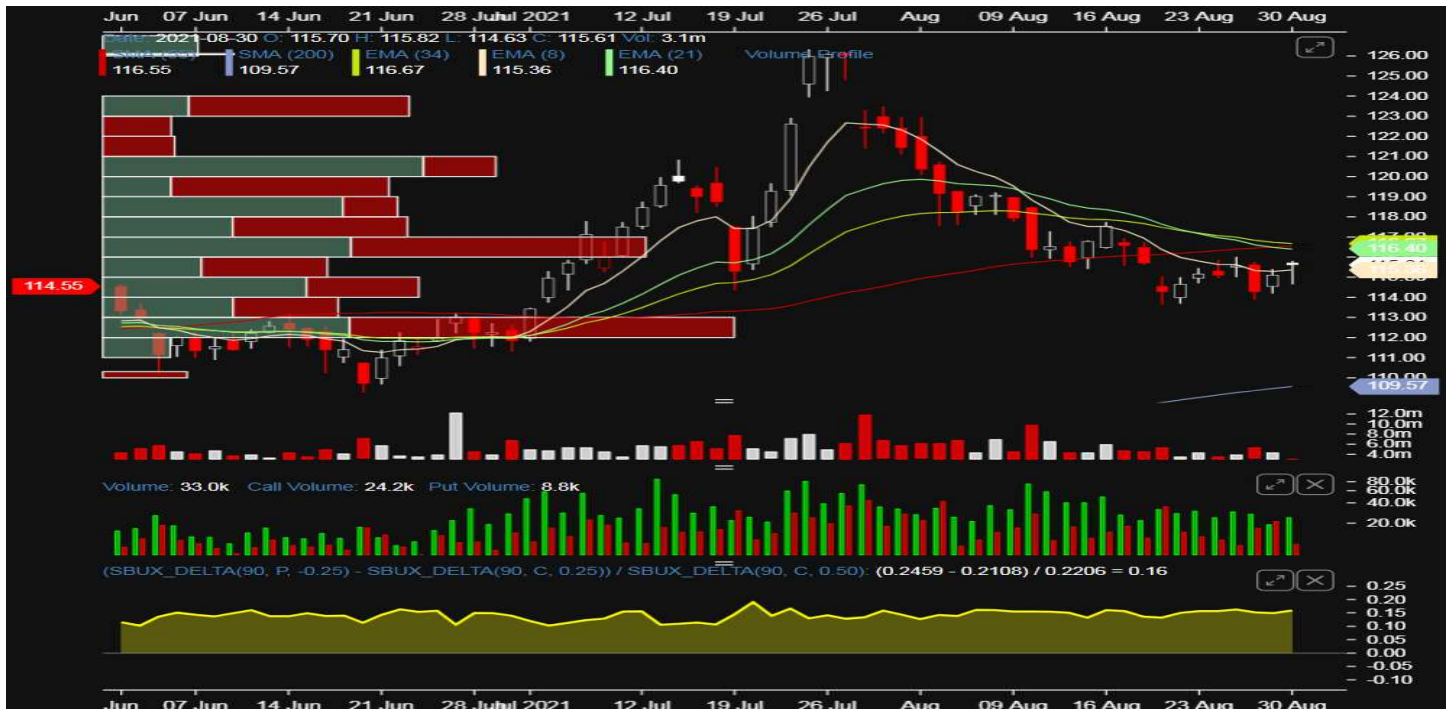 Jun 07 Jun 14 Jun 21 Jun 28 Jun Jul 2021 12 Jul 19 Jul 26 Jul Aug 09 Aug 16 Aug 23 Aug 30 Aug
Date: 2021-08-30 O: 115.70 H: 115.82 L: 114.63 C: 115.61 Vol: 3.1m
SMA SMA (200) EMA (34) EMA (8) EMA (21) Volume Profile
116.55 109.57 116.67 115.36 116.40
126.00
125.00
124.00
123.00
122.00
121.00
120.00
119.00
118.00
117.00
116.40
114.55
114.00
113.00
112.00
111.00
110.00
109.57
12.0m
10.0m
8.0m
6.0m
4.0m
Volume: 33.0k Call Volume: 24.2k Put Volume: 8.8k
80.0k
60.0k
40.0k
20.0k
(SBUX_DELTA(90, P, -0.25) - SBUX_DELTA(90, C, 0.25)) / SBUX_DELTA(90, C, 0.50): (0.2459 - 0.2108) / 0.2206 = 0.16
0.25
0.20
0.15
0.10
0.05
0.00
-0.05
-0.10
Jun 07 Jun 14 Jun 21 Jun 28 Jun Jul 2021 12 Jul 19 Jul 26 Jul Aug 09 Aug 16 Aug 23 Aug 30 Aug